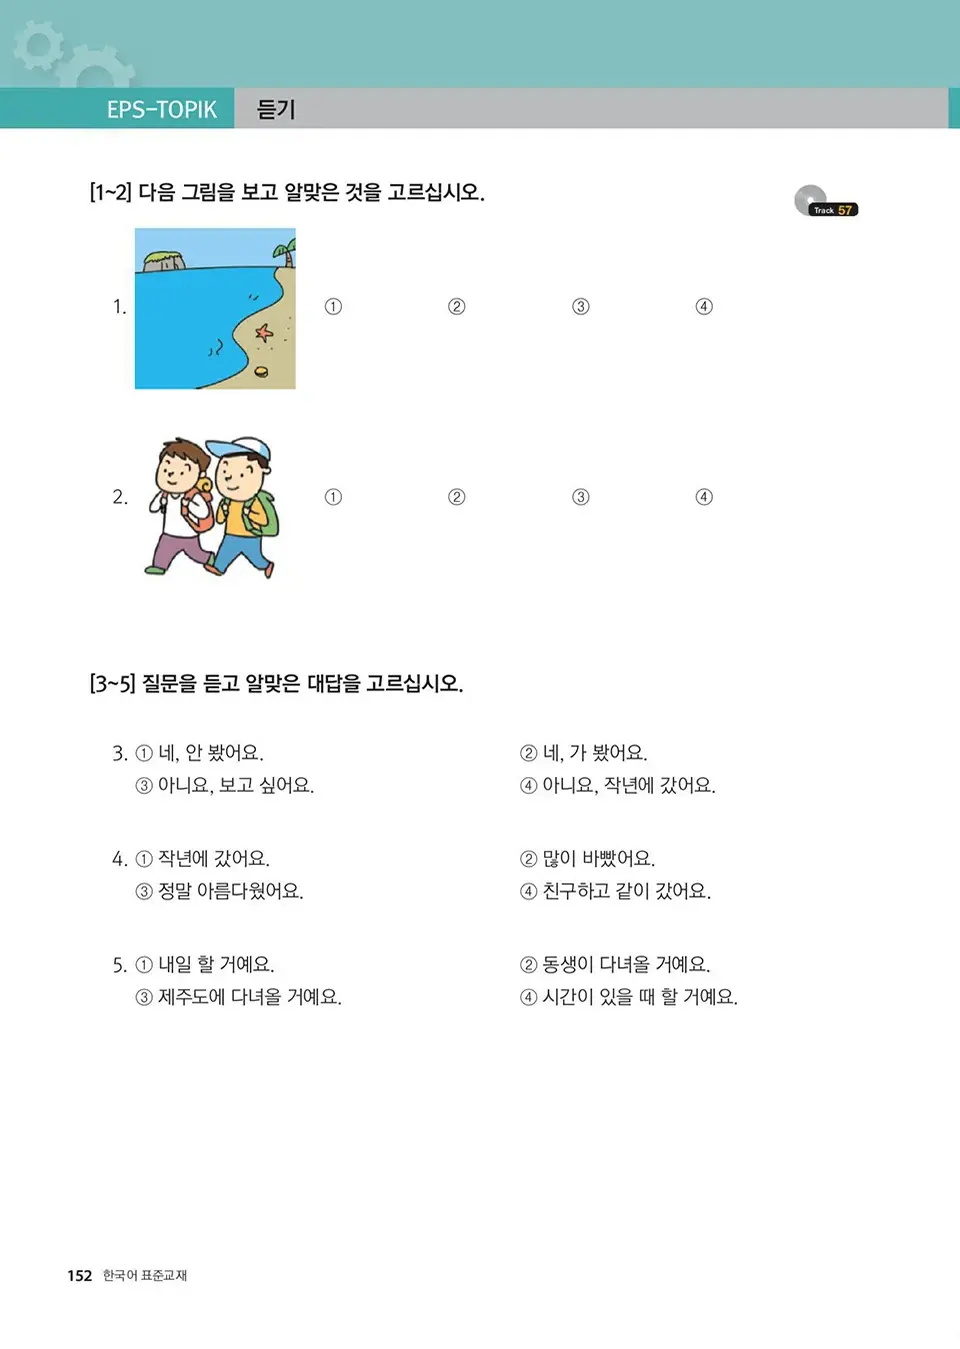 EPS-TOPIK 듣기
[1~2] 다음 그림을 보고 알맞은 것을 고르십시오.
Track 57
1. ① ② ③ ④
2. ① ② ③ ④
[3~5] 질문을 듣고 알맞은 대답을 고르십시오.
3. ① 네, 안 봤어요. ② 네, 가 봤어요.
③ 아니요, 보고 싶어요. ④ 아니요, 작년에 갔어요.
4. ① 작년에 갔어요. ② 많이 바빴어요.
③ 정말 아름다웠어요. ④ 친구하고 같이 갔어요.
5. ① 내일 할 거예요. ② 동생이 다녀올 거예요.
③ 제주도에 다녀올 거예요. ④ 시간이 있을 때 할 거예요.
152 한국어 표준교재